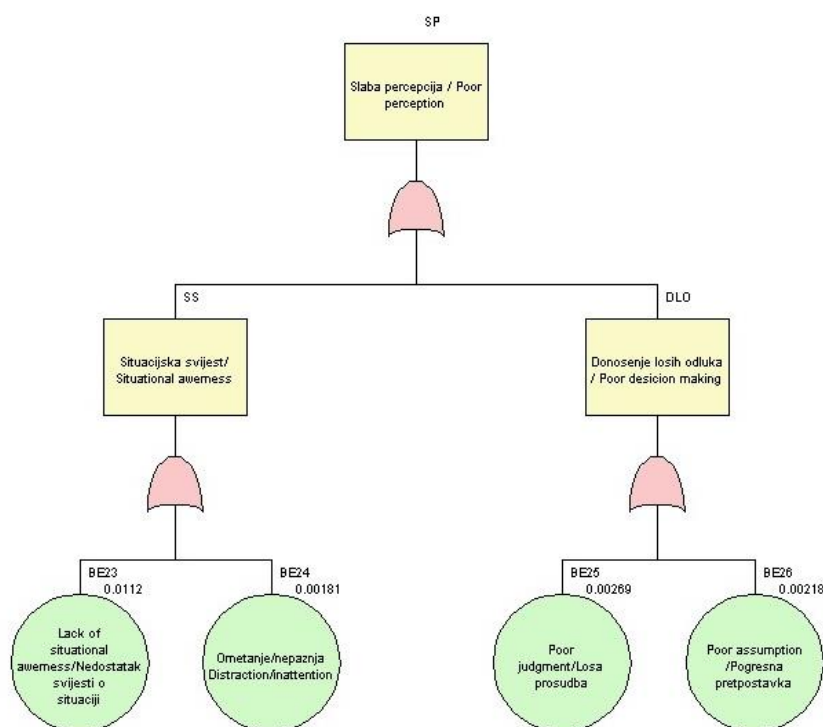 SP
Slaba percepcija / Poor
perception
SS
DLO
Situacijska svijest/
Situational awerness
Donosenje losih odluka
/ Poor desicion making
BE23
0.0112
BE24
0.00181
BE25
0.00269
BE26
0.00218
Lack of
situational
awerness/Nedostatak
svijesti o
situaciji
Ometanje/nepaznja
Distraction/inattention
Poor
judgment/Losa
prosudba
Poor assumption
/Pogresna
pretpostavka